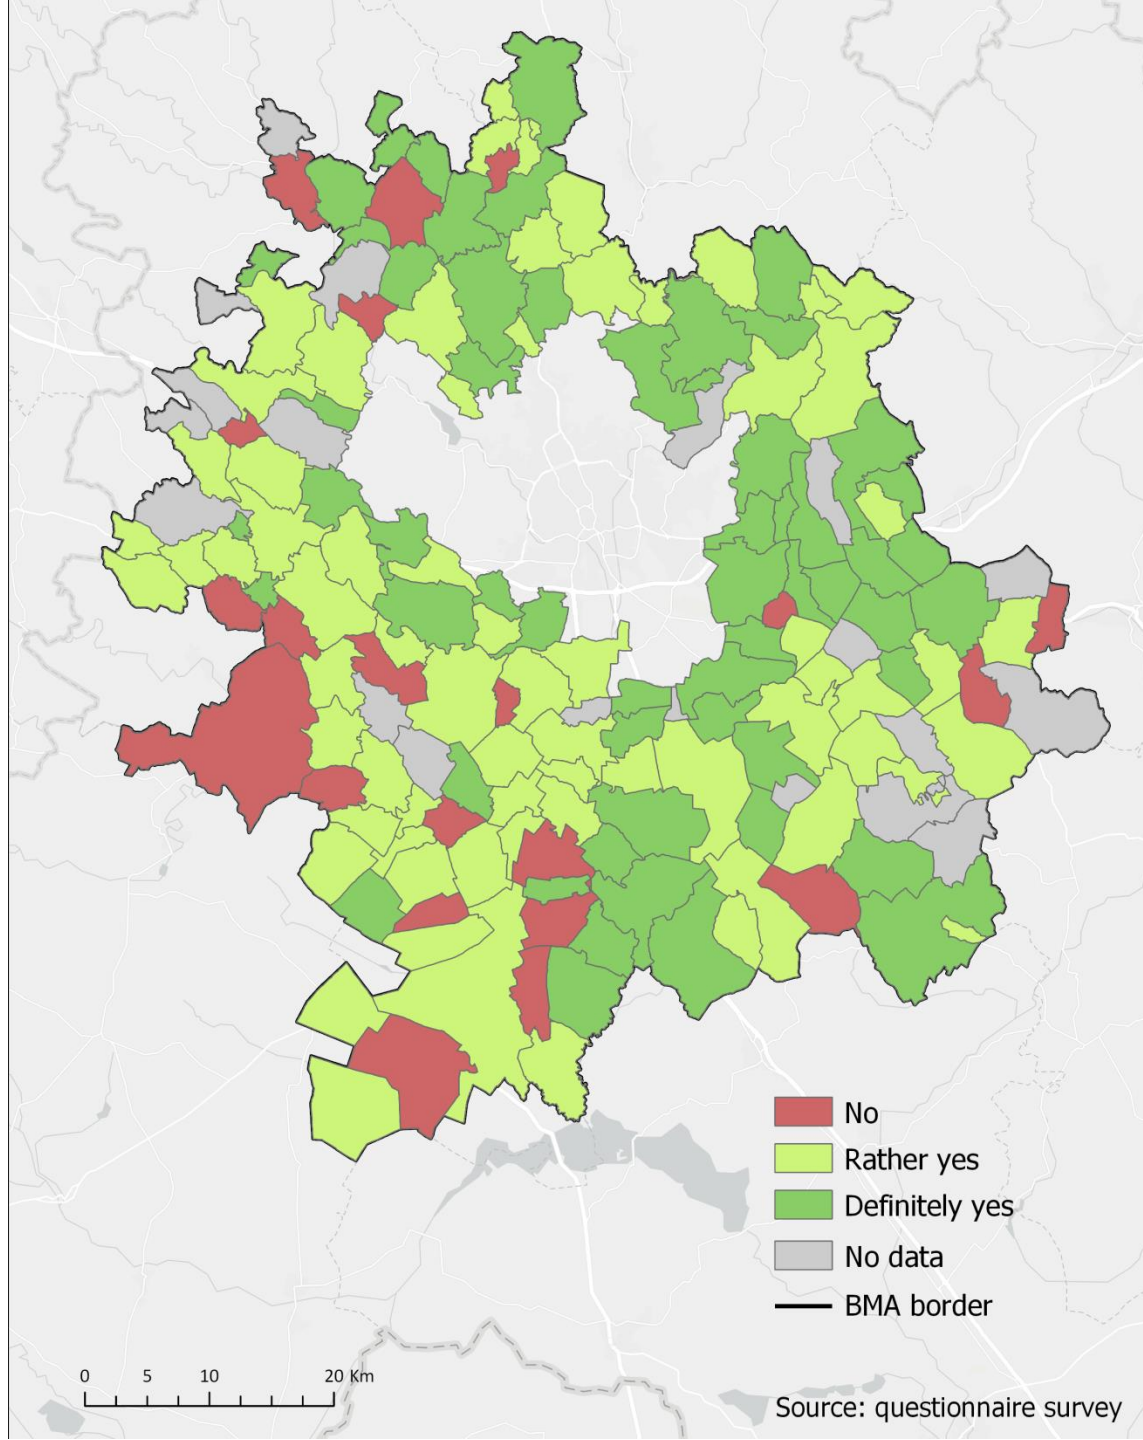 No
Rather yes
Definitely yes
No data
BMA border
0 5 10 20 Km
Source: questionnaire survey